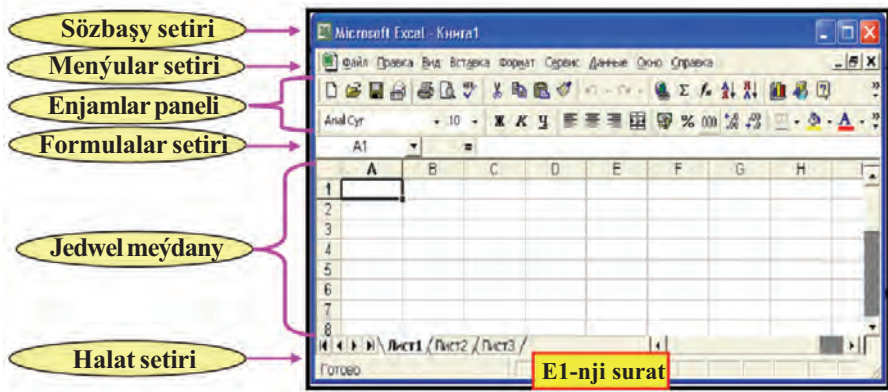 Sözbaşy setiri
Menýular setiri
Enjamlar paneli
Formulalar setiri
Jedwel meýdany
Halat setiri
Microsoft Excel - Книга1
Файл Правка Вид Вставка Формат Сервис Данные Окно Справка
Arial Cyr 10 Ж К Ч % 000
A1 =
A B C D E F G H
1
2
3
4
5
6
7
8
Лист1 / Лист2 / Лист3 /
Готово
E1-nji surat